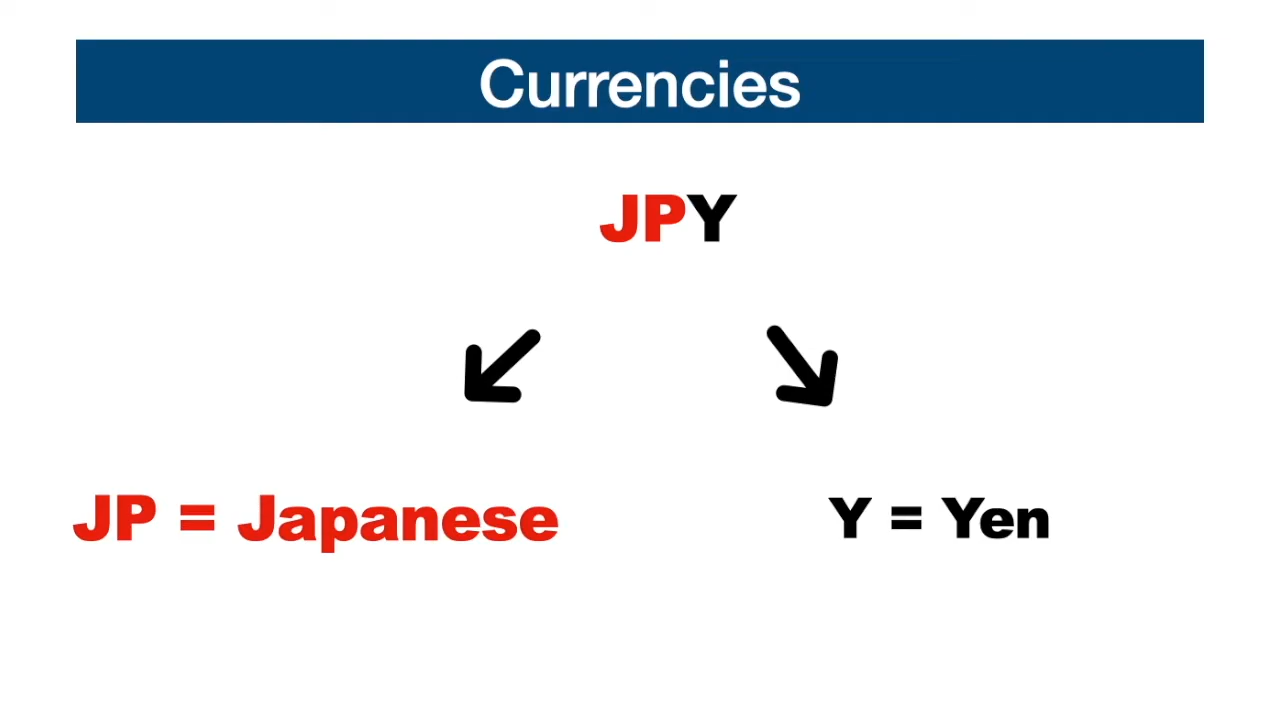 Currencies
JPY
JP = Japanese
Y = Yen